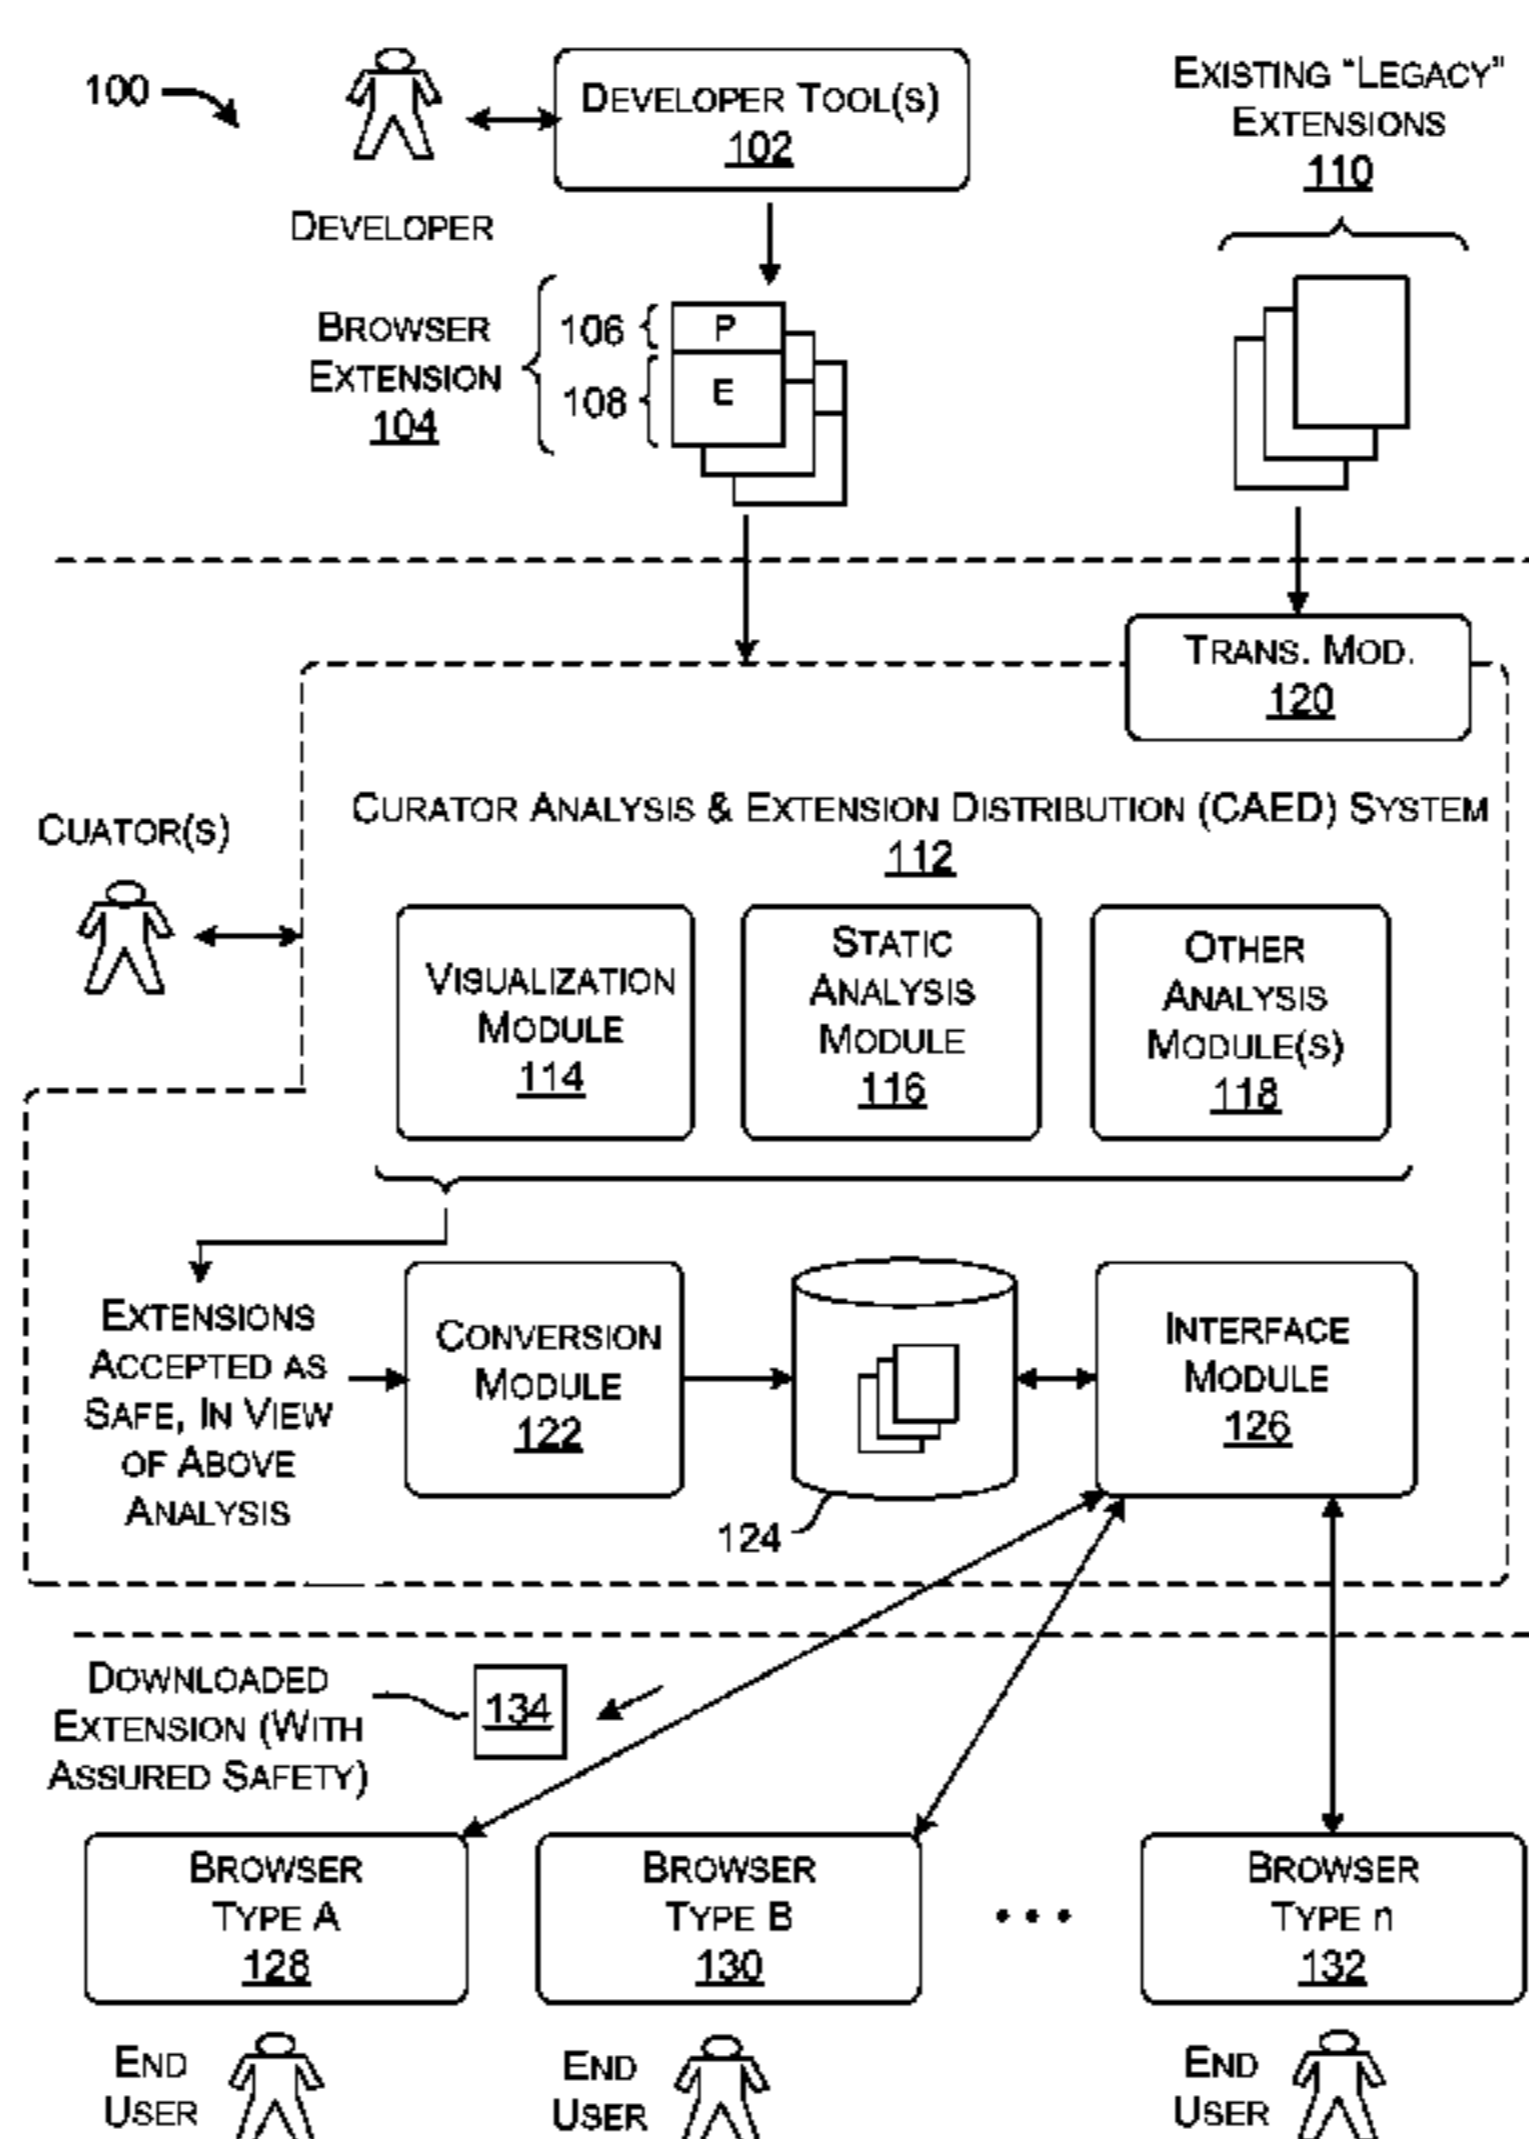 100
DEVELOPER TOOL(S)
102
EXISTING "LEGACY"
EXTENSIONS
110
DEVELOPER
BROWSER
EXTENSION
104
106
P
108
E
TRANS. MOD.
120
CURATOR ANALYSIS & EXTENSION DISTRIBUTION (CAED) SYSTEM
112
CUATOR(S)
VISUALIZATION
MODULE
114
STATIC
ANALYSIS
MODULE
116
OTHER
ANALYSIS
MODULE(S)
118
EXTENSIONS
ACCEPTED AS
SAFE, IN VIEW
OF ABOVE
ANALYSIS
CONVERSION
MODULE
122
124
INTERFACE
MODULE
126
DOWNLOADED
EXTENSION (WITH
ASSURED SAFETY)
134
BROWSER
TYPE A
128
BROWSER
TYPE B
130
• • •
BROWSER
TYPE n
132
END
USER
END
USER
END
USER